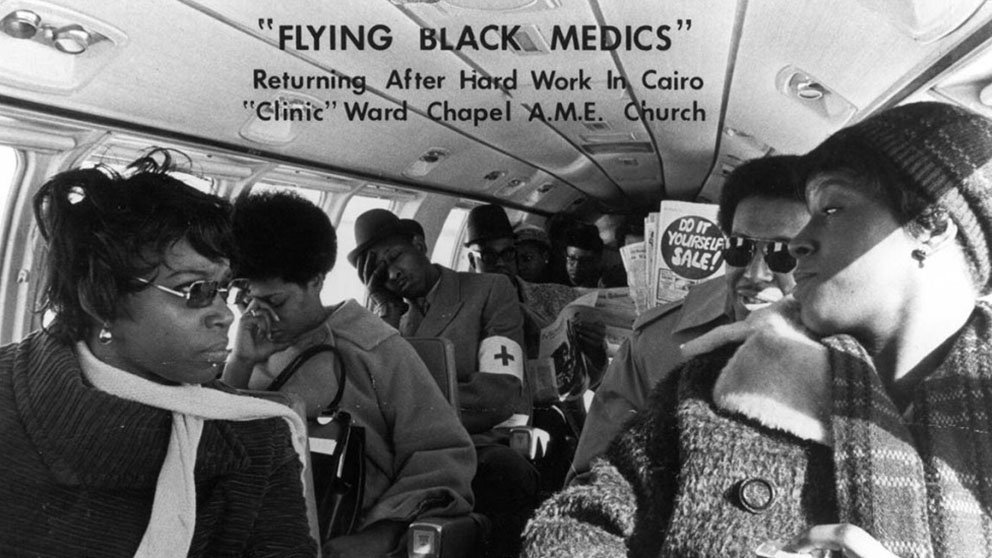 "FLYING BLACK MEDICS"
Returning After Hard Work In Cairo
"Clinic" Ward Chapel A.M.E. Church
DO IT
YOURSELF
SALE!